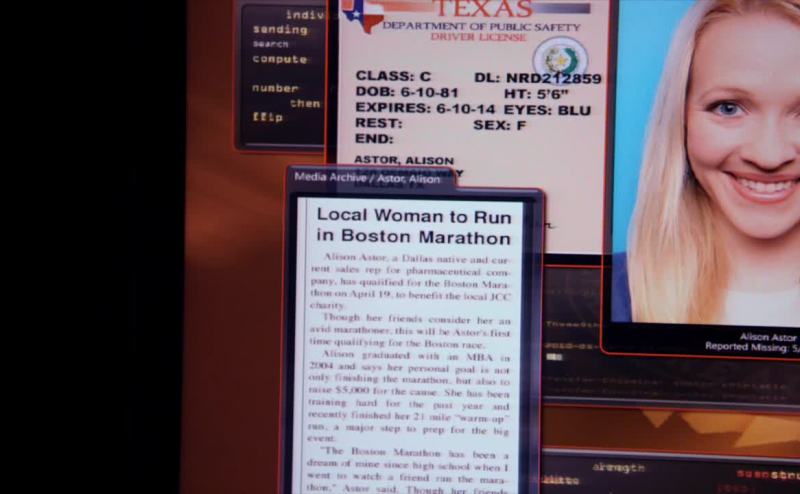 indivi
sending
search
compute
number
then
flip
TEXAS
DEPARTMENT OF PUBLIC SAFETY
DRIVER LICENSE
CLASS: C DL: NRD212859
DOB: 6-10-81 HT: 5'6"
EXPIRES: 6-10-14 EYES: BLU
REST: SEX: F
END:
ASTOR, ALISON
Media Archive / Astor, Alison
Local Woman to Run
in Boston Marathon
Alison Astor, a Dallas native and cur-
rent sales rep for pharmaceutical com-
pany, has qualified for the Boston Mara-
thon on April 19, to benefit the local JCC
charity.
Though her friends consider her an
avid marathoner, this will be Astor's first
time qualifying for the Boston race.
Alison graduated with an MBA in
2004 and says her personal goal is not
only finishing the marathon, but also to
raise $5,000 for the cause. She has been
training hard for the past year and
recently finished her 21 mile "warm-up"
run, a major step to prep for the big
event.
"The Boston Marathon has been a
dream of mine since high school when I
went to watch a friend run the mara-
thon," Astor said. Though her friends
Alison Astor
Reported Missing: 5/
strength